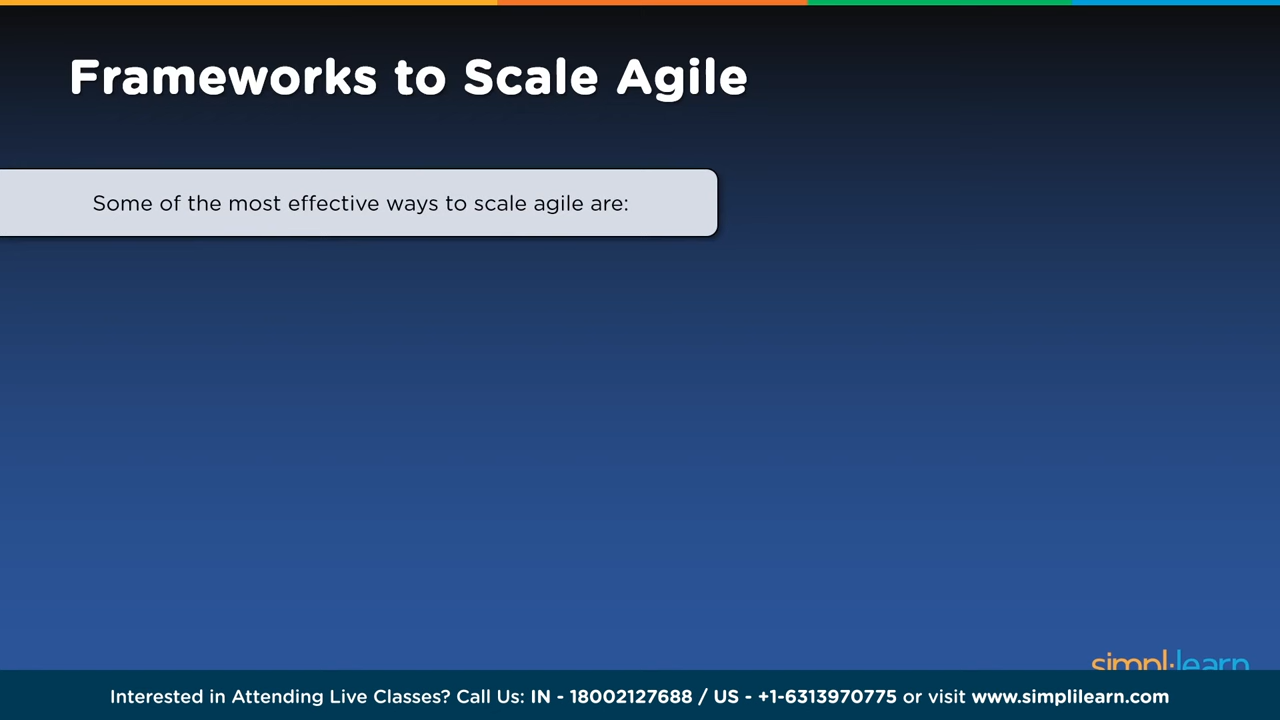 Frameworks to Scale Agile
Some of the most effective ways to scale agile are:
simplilearn
Interested in Attending Live Classes? Call Us: IN - 18002127688 / US - +1-6313970775 or visit www.simplilearn.com